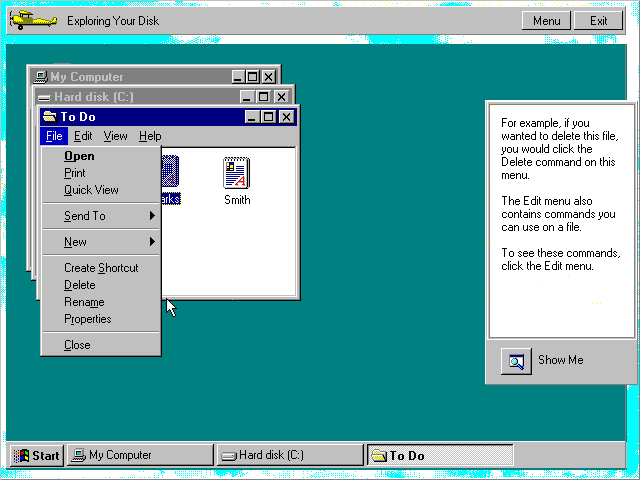 Exploring Your Disk
Menu
Exit
My Computer
Hard disk (C:)
To Do
File Edit View Help
Open
Print
Quick View
Send To
New
Create Shortcut
Delete
Rename
Properties
Close
Smith
For example, if you
wanted to delete this file,
you would click the
Delete command on this
menu.
The Edit menu also
contains commands you
can use on a file.
To see these commands,
click the Edit menu.
Show Me
Start
My Computer
Hard disk (C:)
To Do